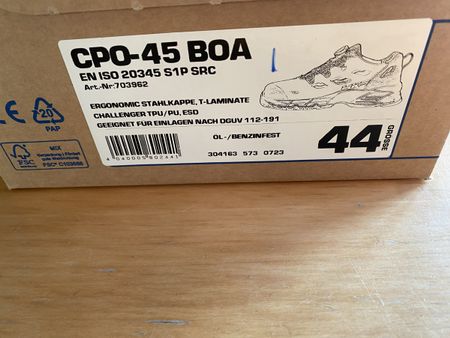 CPO-45 BOA
EN ISO 20345 S1P SRC
Art.-Nr:703962
ERGONOMIC STAHLKAPPE, T-LAMINATE
CHALLENGER TPU/PU, ESD
GEEIGNET FÜR EINLAGEN NACH DGUV 112-191
ÖL-/BENZINFEST
304163 573 0723
44
GRÖSSE
CE
20
PAP
FSC
MIX